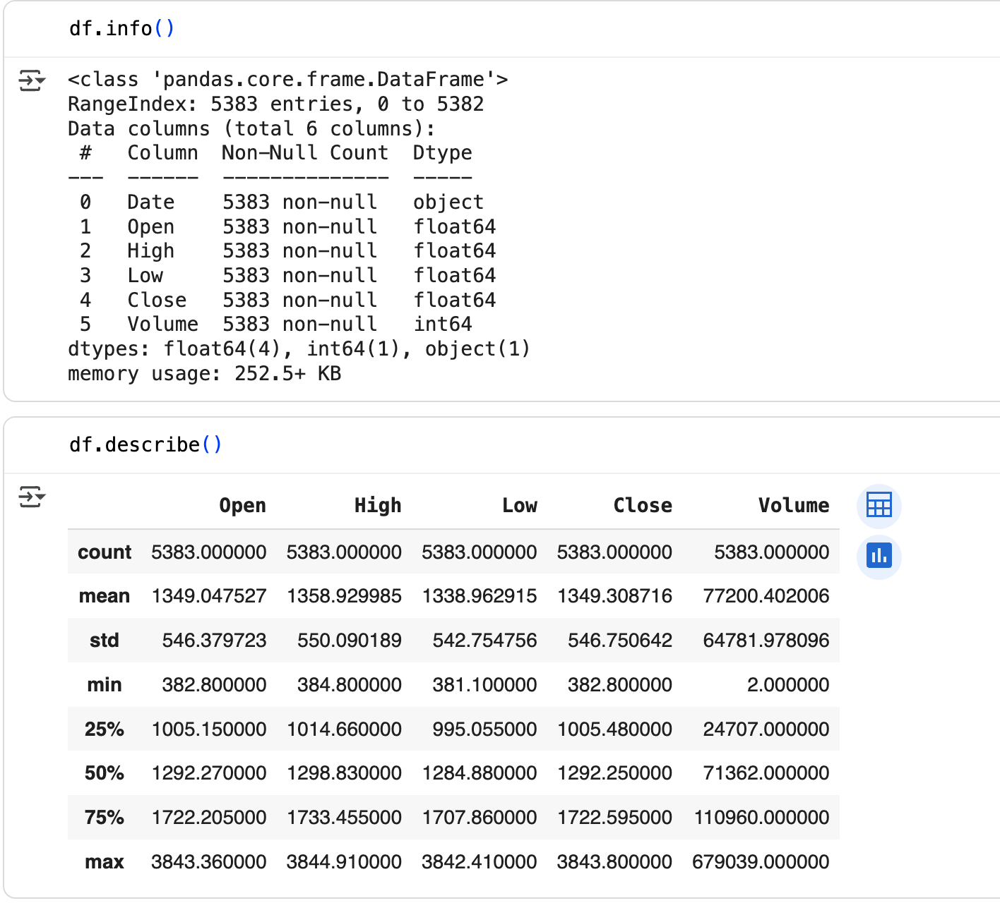 df.info()
<class 'pandas.core.frame.DataFrame'>
RangeIndex: 5383 entries, 0 to 5382
Data columns (total 6 columns):
 #   Column  Non-Null Count  Dtype
---  ------  --------------  -----
 0   Date    5383 non-null   object
 1   Open    5383 non-null   float64
 2   High    5383 non-null   float64
 3   Low     5383 non-null   float64
 4   Close   5383 non-null   float64
 5   Volume  5383 non-null   int64
dtypes: float64(4), int64(1), object(1)
memory usage: 252.5+ KB
df.describe()
Open High Low Close Volume
count 5383.000000 5383.000000 5383.000000 5383.000000 5383.000000
mean 1349.047527 1358.929985 1338.962915 1349.308716 77200.402006
std 546.379723 550.090189 542.754756 546.750642 64781.978096
min 382.800000 384.800000 381.100000 382.800000 2.000000
25% 1005.150000 1014.660000 995.055000 1005.480000 24707.000000
50% 1292.270000 1298.830000 1284.880000 1292.250000 71362.000000
75% 1722.205000 1733.455000 1707.860000 1722.595000 110960.000000
max 3843.360000 3844.910000 3842.410000 3843.800000 679039.000000